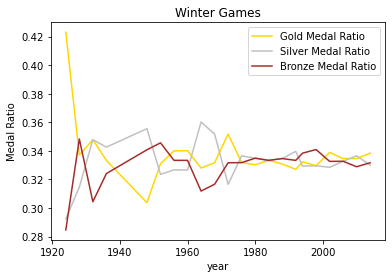 Winter Games
Gold Medal Ratio
Silver Medal Ratio
Bronze Medal Ratio
Medal Ratio
0.42
0.40
0.38
0.36
0.34
0.32
0.30
0.28
1920 1940 1960 1980 2000
year